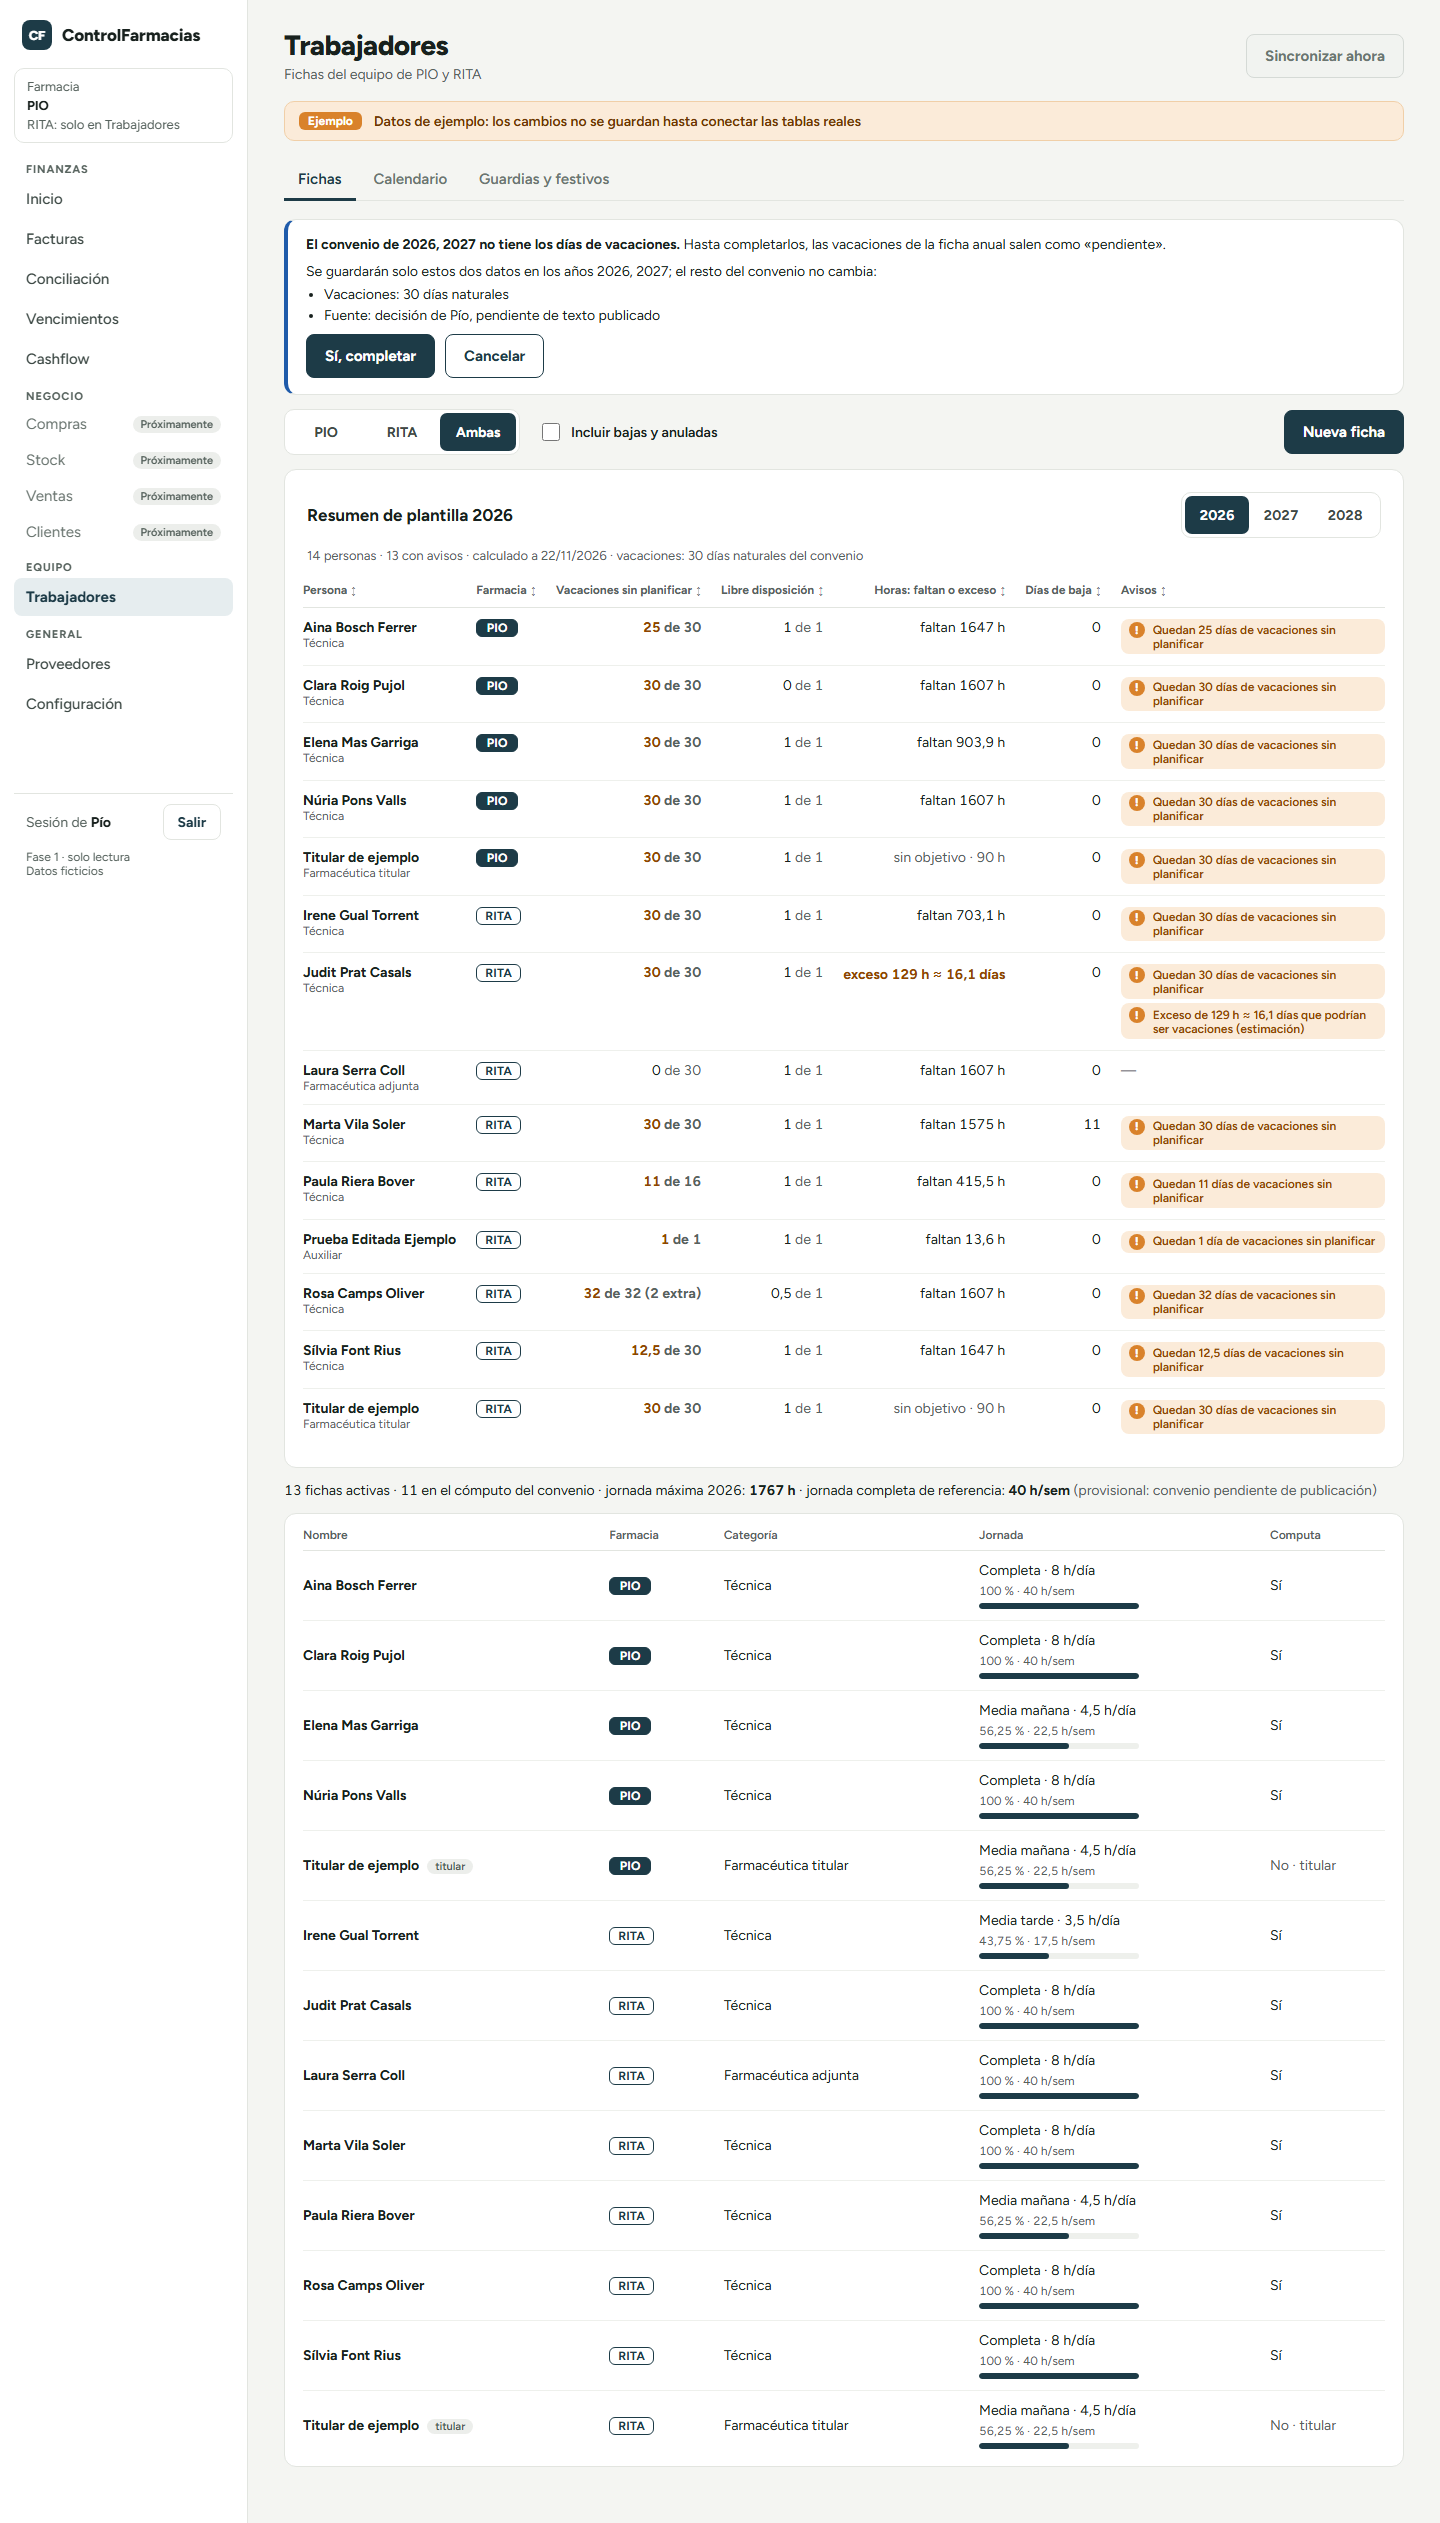 CF ControlFarmacias
Farmacia
PIO
RITA: solo en Trabajadores
FINANZAS
Inicio
Facturas
Conciliación
Vencimientos
Cashflow
NEGOCIO
Compras Próximamente
Stock Próximamente
Ventas Próximamente
Clientes Próximamente
EQUIPO
Trabajadores
GENERAL
Proveedores
Configuración
Sesión de Pío Salir
Fase 1 · solo lectura
Datos ficticios
Trabajadores
Fichas del equipo de PIO y RITA
Sincronizar ahora
Ejemplo Datos de ejemplo: los cambios no se guardan hasta conectar las tablas reales
Fichas Calendario Guardias y festivos
El convenio de 2026, 2027 no tiene los días de vacaciones. Hasta completarlos, las vacaciones de la ficha anual salen como «pendiente».
Se guardarán solo estos dos datos en los años 2026, 2027; el resto del convenio no cambia:
• Vacaciones: 30 días naturales
• Fuente: decisión de Pío, pendiente de texto publicado
Sí, completar Cancelar
PIO RITA Ambas Incluir bajas y anuladas Nueva ficha
Resumen de plantilla 2026 2026 2027 2028
14 personas · 13 con avisos · calculado a 22/11/2026 · vacaciones: 30 días naturales del convenio
Persona ↕ Farmacia ↕ Vacaciones sin planificar ↕ Libre disposición ↕ Horas: faltan o exceso ↕ Días de baja ↕ Avisos ↕
Aina Bosch Ferrer PIO 25 de 30 1 de 1 faltan 1647 h 0 ! Quedan 25 días de vacaciones sin
Técnica planificar
Clara Roig Pujol PIO 30 de 30 0 de 1 faltan 1607 h 0 ! Quedan 30 días de vacaciones sin
Técnica planificar
Elena Mas Garriga PIO 30 de 30 1 de 1 faltan 903,9 h 0 ! Quedan 30 días de vacaciones sin
Técnica planificar
Núria Pons Valls PIO 30 de 30 1 de 1 faltan 1607 h 0 ! Quedan 30 días de vacaciones sin
Técnica planificar
Titular de ejemplo PIO 30 de 30 1 de 1 sin objetivo · 90 h 0 ! Quedan 30 días de vacaciones sin
Farmacéutica titular planificar
Irene Gual Torrent RITA 30 de 30 1 de 1 faltan 703,1 h 0 ! Quedan 30 días de vacaciones sin
Técnica planificar
Judit Prat Casals RITA 30 de 30 1 de 1 exceso 129 h ≈ 16,1 días 0 ! Quedan 30 días de vacaciones sin
Técnica planificar
! Exceso de 129 h ≈ 16,1 días que podrían
ser vacaciones (estimación)
Laura Serra Coll RITA 0 de 30 1 de 1 faltan 1607 h 0 —
Farmacéutica adjunta
Marta Vila Soler RITA 30 de 30 1 de 1 faltan 1575 h 11 ! Quedan 30 días de vacaciones sin
Técnica planificar
Paula Riera Bover RITA 11 de 16 1 de 1 faltan 415,5 h 0 ! Quedan 11 días de vacaciones sin
Técnica planificar
Prueba Editada Ejemplo RITA 1 de 1 1 de 1 faltan 13,6 h 0 ! Quedan 1 día de vacaciones sin planificar
Auxiliar
Rosa Camps Oliver RITA 32 de 32 (2 extra) 0,5 de 1 faltan 1607 h 0 ! Quedan 32 días de vacaciones sin
Técnica planificar
Sílvia Font Rius RITA 12,5 de 30 1 de 1 faltan 1647 h 0 ! Quedan 12,5 días de vacaciones sin
Técnica planificar
Titular de ejemplo RITA 30 de 30 1 de 1 sin objetivo · 90 h 0 ! Quedan 30 días de vacaciones sin
Farmacéutica titular planificar
13 fichas activas · 11 en el cómputo del convenio · jornada máxima 2026: 1767 h · jornada completa de referencia: 40 h/sem (provisional: convenio pendiente de publicación)
Nombre Farmacia Categoría Jornada Computa
Completa · 8 h/día
Aina Bosch Ferrer PIO Técnica 100 % · 40 h/sem Sí
Completa · 8 h/día
Clara Roig Pujol PIO Técnica 100 % · 40 h/sem Sí
Media mañana · 4,5 h/día
Elena Mas Garriga PIO Técnica 56,25 % · 22,5 h/sem Sí
Completa · 8 h/día
Núria Pons Valls PIO Técnica 100 % · 40 h/sem Sí
Media mañana · 4,5 h/día
Titular de ejemplo titular PIO Farmacéutica titular 56,25 % · 22,5 h/sem No · titular
Media tarde · 3,5 h/día
Irene Gual Torrent RITA Técnica 43,75 % · 17,5 h/sem Sí
Completa · 8 h/día
Judit Prat Casals RITA Técnica 100 % · 40 h/sem Sí
Completa · 8 h/día
Laura Serra Coll RITA Farmacéutica adjunta 100 % · 40 h/sem Sí
Completa · 8 h/día
Marta Vila Soler RITA Técnica 100 % · 40 h/sem Sí
Media mañana · 4,5 h/día
Paula Riera Bover RITA Técnica 56,25 % · 22,5 h/sem Sí
Completa · 8 h/día
Rosa Camps Oliver RITA Técnica 100 % · 40 h/sem Sí
Completa · 8 h/día
Sílvia Font Rius RITA Técnica 100 % · 40 h/sem Sí
Media mañana · 4,5 h/día
Titular de ejemplo titular RITA Farmacéutica titular 56,25 % · 22,5 h/sem No · titular